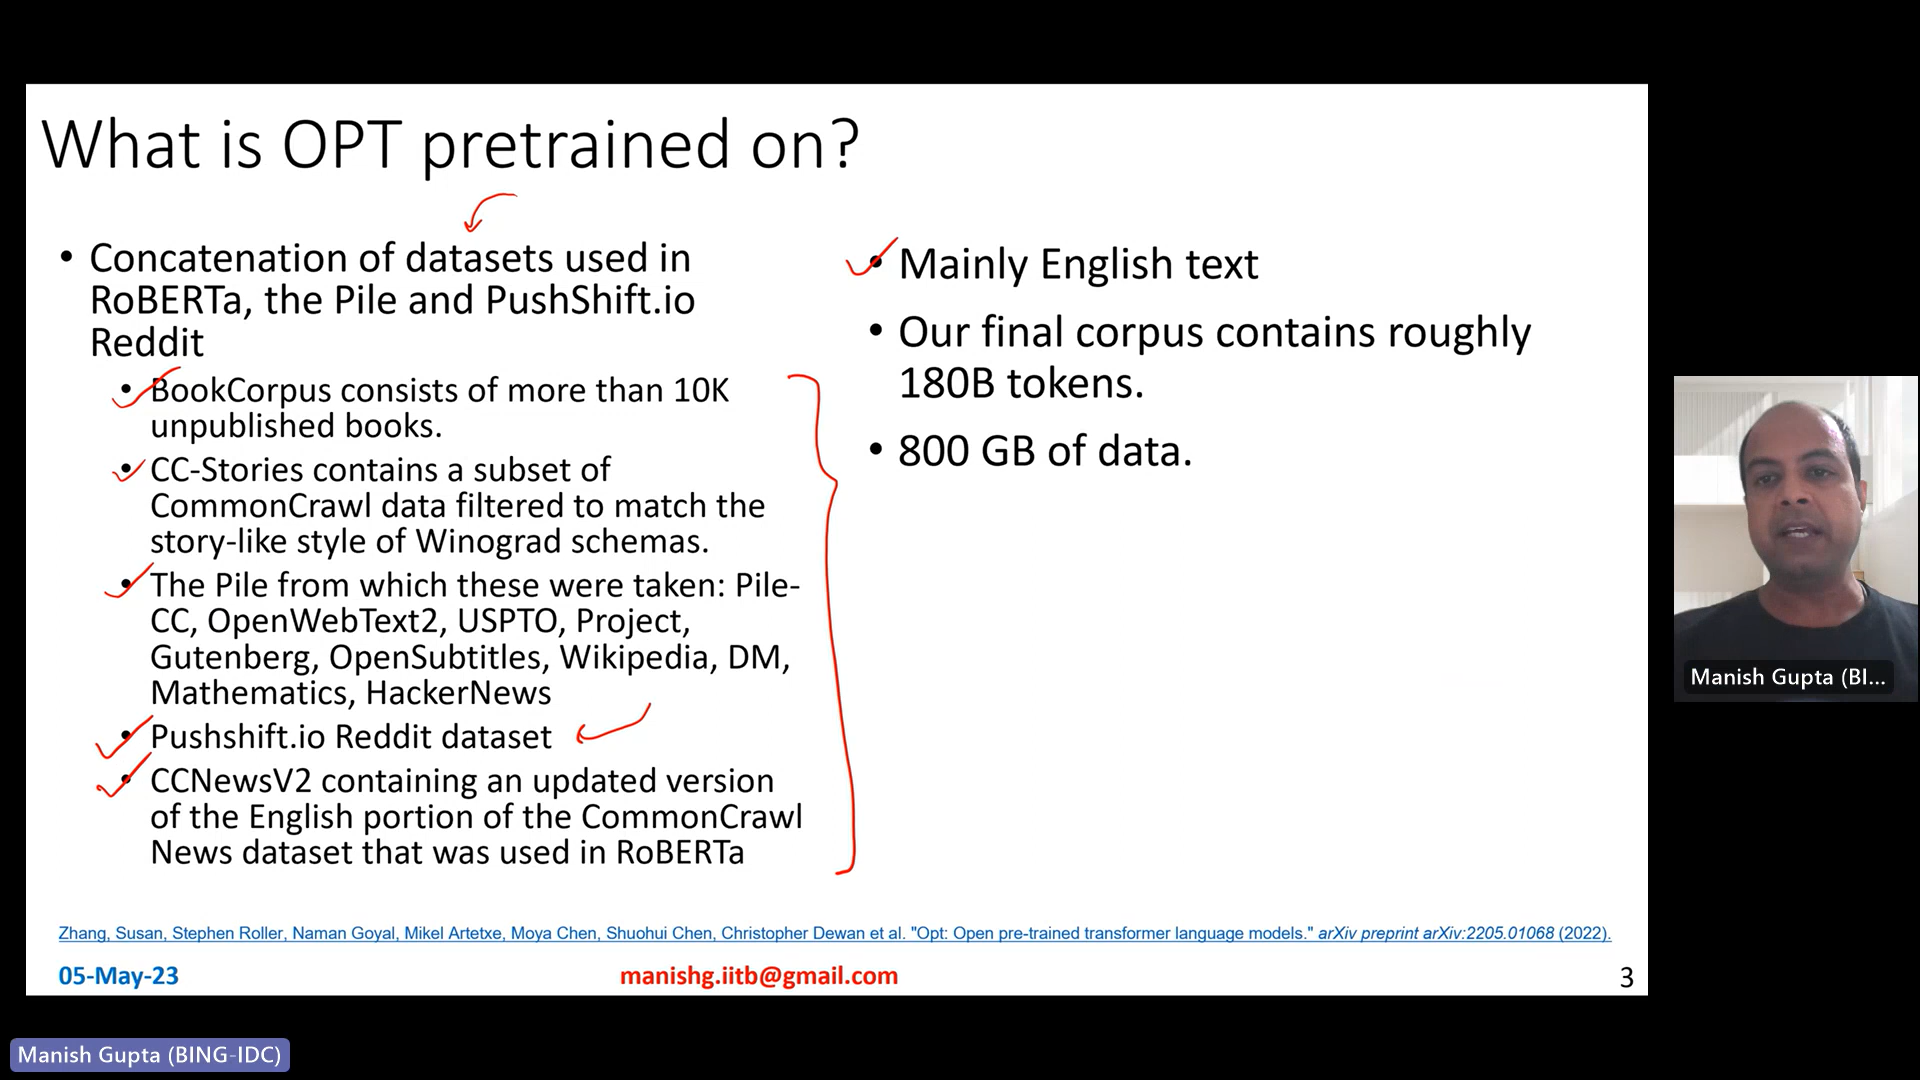 What is OPT pretrained on?
• Concatenation of datasets used in
RoBERTa, the Pile and PushShift.io
Reddit
• BookCorpus consists of more than 10K
unpublished books.
• CC-Stories contains a subset of
CommonCrawl data filtered to match the
story-like style of Winograd schemas.
• The Pile from which these were taken: Pile-
CC, OpenWebText2, USPTO, Project,
Gutenberg, OpenSubtitles, Wikipedia, DM,
Mathematics, HackerNews
• Pushshift.io Reddit dataset
• CCNewsV2 containing an updated version
of the English portion of the CommonCrawl
News dataset that was used in RoBERTa
• Mainly English text
• Our final corpus contains roughly
180B tokens.
• 800 GB of data.
Zhang, Susan, Stephen Roller, Naman Goyal, Mikel Artetxe, Moya Chen, Shuohui Chen, Christopher Dewan et al. "Opt: Open pre-trained transformer language models." arXiv preprint arXiv:2205.01068 (2022).
05-May-23
manishg.iitb@gmail.com
3
Manish Gupta (BI...
Manish Gupta (BING-IDC)